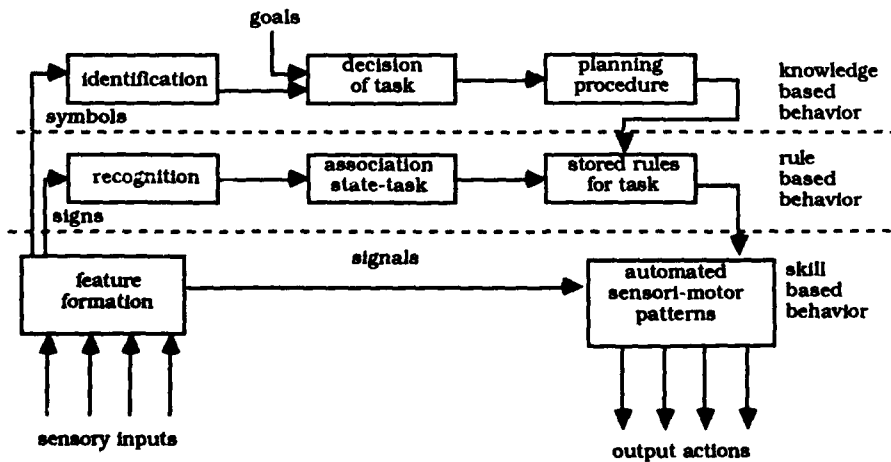 goals
identification
decision
of task
planning
procedure
knowledge
based
behavior
symbols
recognition
association
state-task
stored rules
for task
rule
based
behavior
signs
signals
feature
formation
automated
sensori-motor
patterns
skill
based
behavior
sensory inputs
output actions